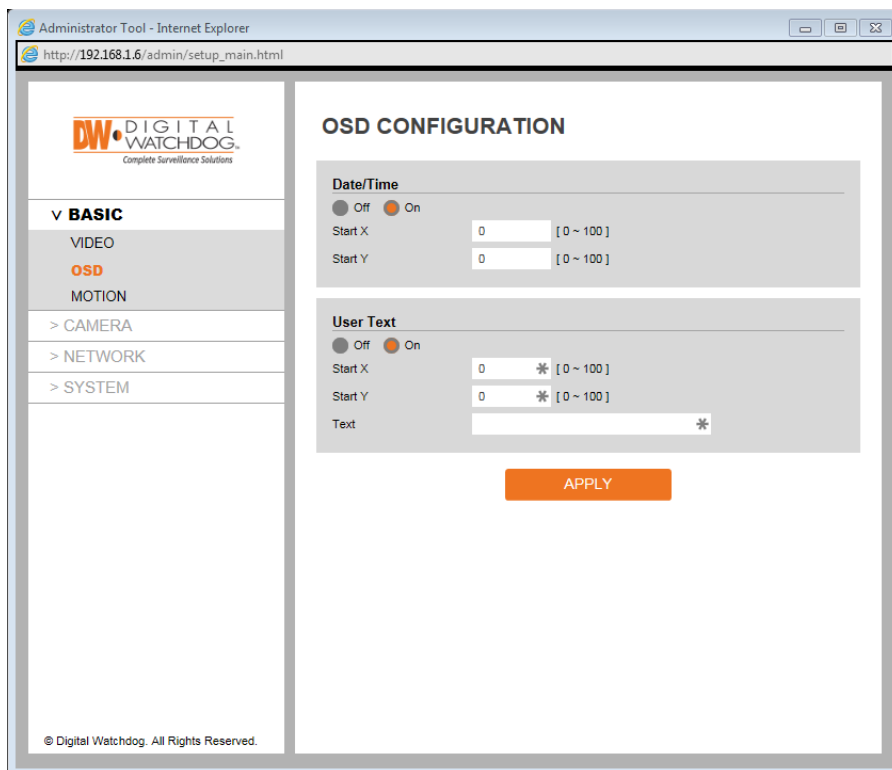 Administrator Tool - Internet Explorer
http://192.168.1.6/admin/setup_main.html
DW DIGITAL
WATCHDOG
Complete Surveillance Solutions
v BASIC
VIDEO
OSD
MOTION
> CAMERA
> NETWORK
> SYSTEM
© Digital Watchdog. All Rights Reserved.
OSD CONFIGURATION
Date/Time
Off On
Start X 0 [ 0 ~ 100 ]
Start Y 0 [ 0 ~ 100 ]
User Text
Off On
Start X 0 * [ 0 ~ 100 ]
Start Y 0 * [ 0 ~ 100 ]
Text *
APPLY